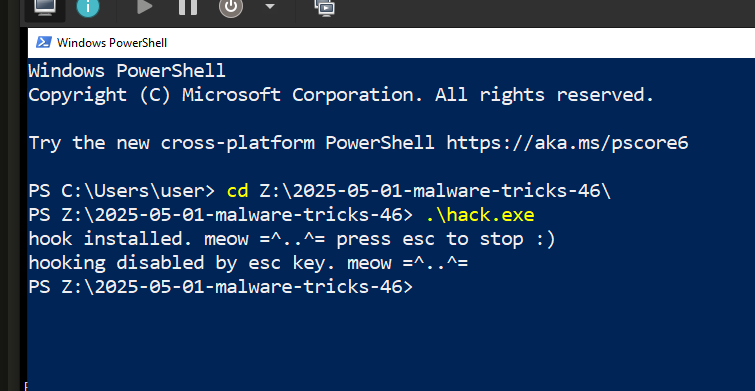 Windows PowerShell
Windows PowerShell
Copyright (C) Microsoft Corporation. All rights reserved.
Try the new cross-platform PowerShell https://aka.ms/pscore6
PS C:\Users\user> cd Z:\2025-05-01-malware-tricks-46\
PS Z:\2025-05-01-malware-tricks-46> .\hack.exe
hook installed. meow =^..^= press esc to stop :)
hooking disabled by esc key. meow =^..^=
PS Z:\2025-05-01-malware-tricks-46>